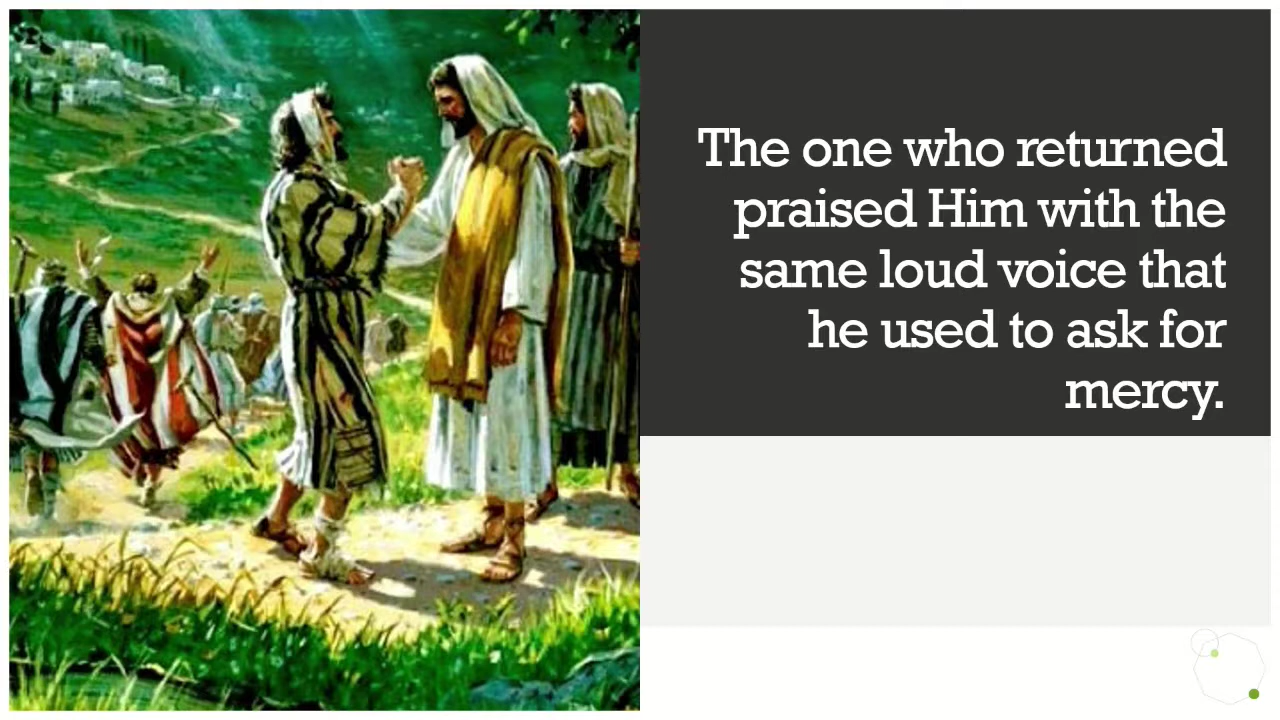 The one who returned
praised Him with the
same loud voice that
he used to ask for
mercy.